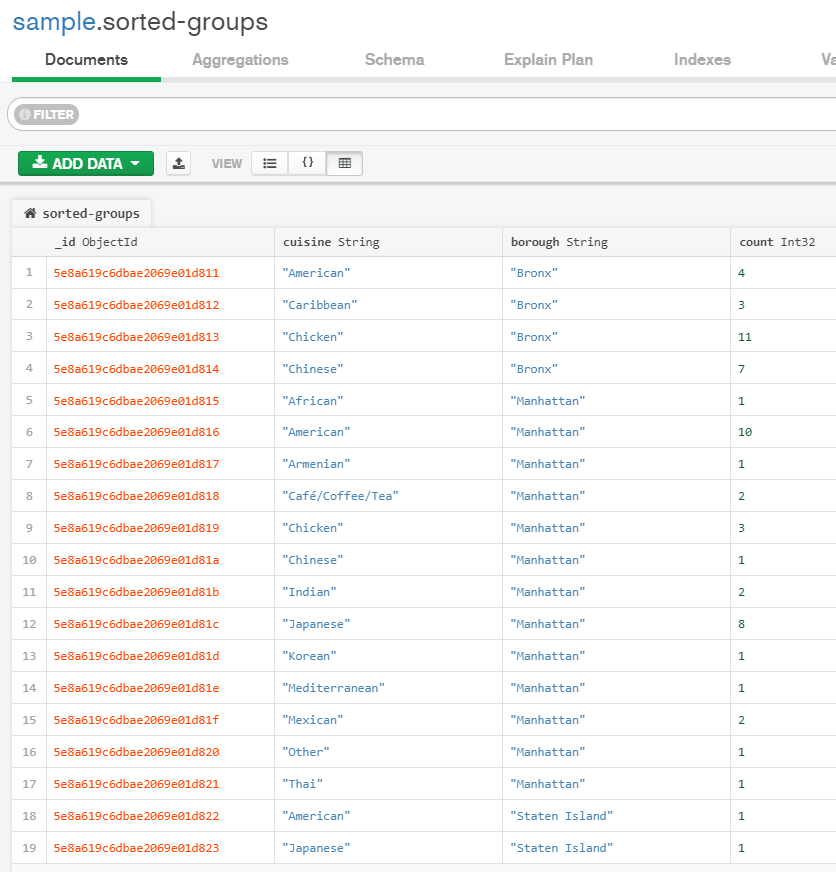 sample.sorted-groups
Documents Aggregations Schema Explain Plan Indexes
FILTER
ADD DATA VIEW {}
sorted-groups
_id ObjectId cuisine String borough String count Int32
1 5e8a619c6dbae2069e01d811 "American" "Bronx" 4
2 5e8a619c6dbae2069e01d812 "Caribbean" "Bronx" 3
3 5e8a619c6dbae2069e01d813 "Chicken" "Bronx" 11
4 5e8a619c6dbae2069e01d814 "Chinese" "Bronx" 7
5 5e8a619c6dbae2069e01d815 "African" "Manhattan" 1
6 5e8a619c6dbae2069e01d816 "American" "Manhattan" 10
7 5e8a619c6dbae2069e01d817 "Armenian" "Manhattan" 1
8 5e8a619c6dbae2069e01d818 "Café/Coffee/Tea" "Manhattan" 2
9 5e8a619c6dbae2069e01d819 "Chicken" "Manhattan" 3
10 5e8a619c6dbae2069e01d81a "Chinese" "Manhattan" 1
11 5e8a619c6dbae2069e01d81b "Indian" "Manhattan" 2
12 5e8a619c6dbae2069e01d81c "Japanese" "Manhattan" 8
13 5e8a619c6dbae2069e01d81d "Korean" "Manhattan" 1
14 5e8a619c6dbae2069e01d81e "Mediterranean" "Manhattan" 1
15 5e8a619c6dbae2069e01d81f "Mexican" "Manhattan" 2
16 5e8a619c6dbae2069e01d820 "Other" "Manhattan" 1
17 5e8a619c6dbae2069e01d821 "Thai" "Manhattan" 1
18 5e8a619c6dbae2069e01d822 "American" "Staten Island" 1
19 5e8a619c6dbae2069e01d823 "Japanese" "Staten Island" 1